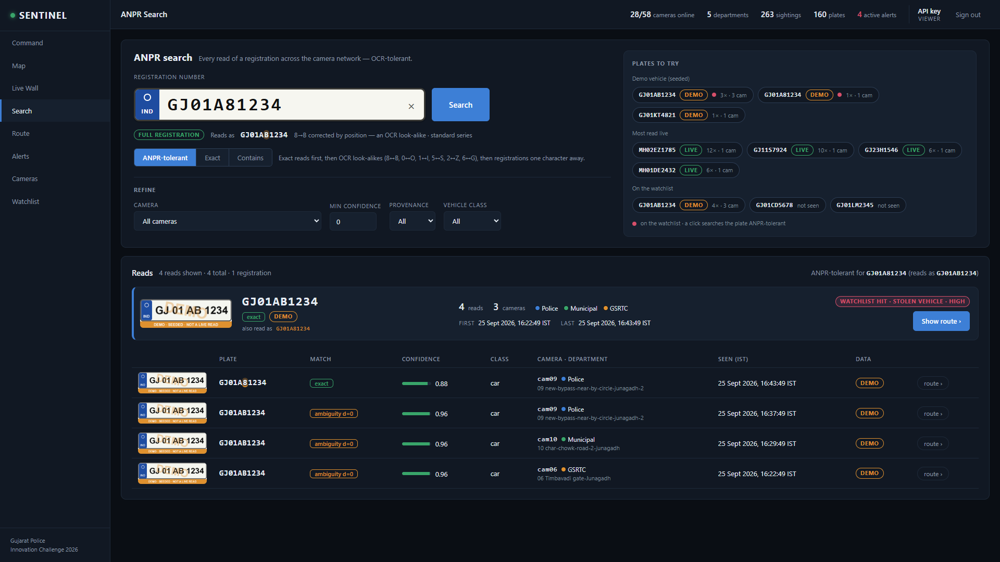 SENTINEL
Command
Map
Live Wall
Search
Route
Alerts
Cameras
Watchlist
Gujarat Police
Innovation Challenge 2026
ANPR Search
28/58 cameras online 5 departments 263 sightings 160 plates 4 active alerts
API key
VIEWER
Sign out
ANPR search Every read of a registration across the camera network — OCR-tolerant.
REGISTRATION NUMBER
IND
GJ01A81234 ×
Search
FULL REGISTRATION Reads as GJ01AB1234 8→B corrected by position — an OCR look-alike · standard series
ANPR-tolerant Exact Contains Exact reads first, then OCR look-alikes (8↔B, 0↔O, 1↔I, 5↔S, 2↔Z, 6↔G), then registrations one character away.
REFINE
CAMERA MIN CONFIDENCE PROVENANCE VEHICLE CLASS
All cameras 0 All All
PLATES TO TRY
Demo vehicle (seeded)
GJ01AB1234 DEMO 3× · 3 cam GJ01A81234 DEMO 1× · 1 cam
GJ01KT4821 DEMO 1× · 1 cam
Most read live
MH02EZ1785 LIVE 12× · 1 cam GJ11S7924 LIVE 10× · 1 cam GJ23H1546 LIVE 6× · 1 cam
MH01DE2432 LIVE 6× · 1 cam
On the watchlist
GJ01AB1234 DEMO 4× · 3 cam GJ01CD5678 not seen GJ01LM2345 not seen
on the watchlist · a click searches the plate ANPR-tolerant
Reads 4 reads shown · 4 total · 1 registration
ANPR-tolerant for GJ01A81234 (reads as GJ01AB1234)
IND GJ 01 AB 1234
DEMO
DEMO · SEEDED · NOT A LIVE READ
GJ01AB1234
exact DEMO
also read as GJ01A81234
4 reads 3 cameras Police Municipal GSRTC
FIRST 25 Sept 2026, 16:22:49 IST LAST 25 Sept 2026, 16:43:49 IST
WATCHLIST HIT · STOLEN VEHICLE · HIGH
Show route ›
PLATE MATCH CONFIDENCE CLASS CAMERA · DEPARTMENT SEEN (IST) DATA
IND GJ 01 AB 1234
DEMO
DEMO · SEEDED · NOT A LIVE READ
GJ01A81234 exact 0.88 car cam09 Police 25 Sept 2026, 16:43:49 IST DEMO route ›
09 new-bypass-near-by-circle-junagadh-2
IND GJ 01 AB 1234
DEMO
DEMO · SEEDED · NOT A LIVE READ
GJ01AB1234 ambiguity d=0 0.96 car cam09 Police 25 Sept 2026, 16:37:49 IST DEMO route ›
09 new-bypass-near-by-circle-junagadh-2
IND GJ 01 AB 1234
DEMO
DEMO · SEEDED · NOT A LIVE READ
GJ01AB1234 ambiguity d=0 0.96 car cam10 Municipal 25 Sept 2026, 16:29:49 IST DEMO route ›
10 char-chowk-road-2-junagadh
IND GJ 01 AB 1234
DEMO
DEMO · SEEDED · NOT A LIVE READ
GJ01AB1234 ambiguity d=0 0.96 car cam06 GSRTC 25 Sept 2026, 16:22:49 IST DEMO route ›
06 Timbavadi gate-Junagadh